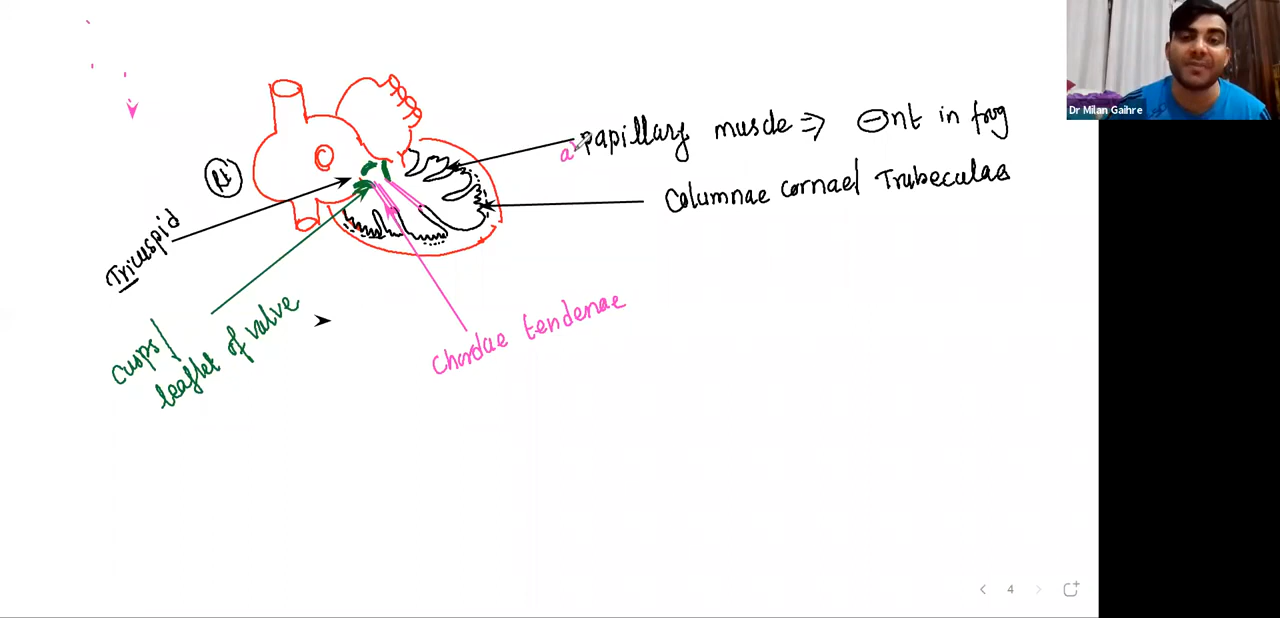 Dr Milan Gaihre
a)
papillary muscle ⇒ ⊖nt in frog
Columnae cornae/ Trabeculae
Rt
Tricuspid
cusps/
leaflet of valve
Chordae tendenae
4